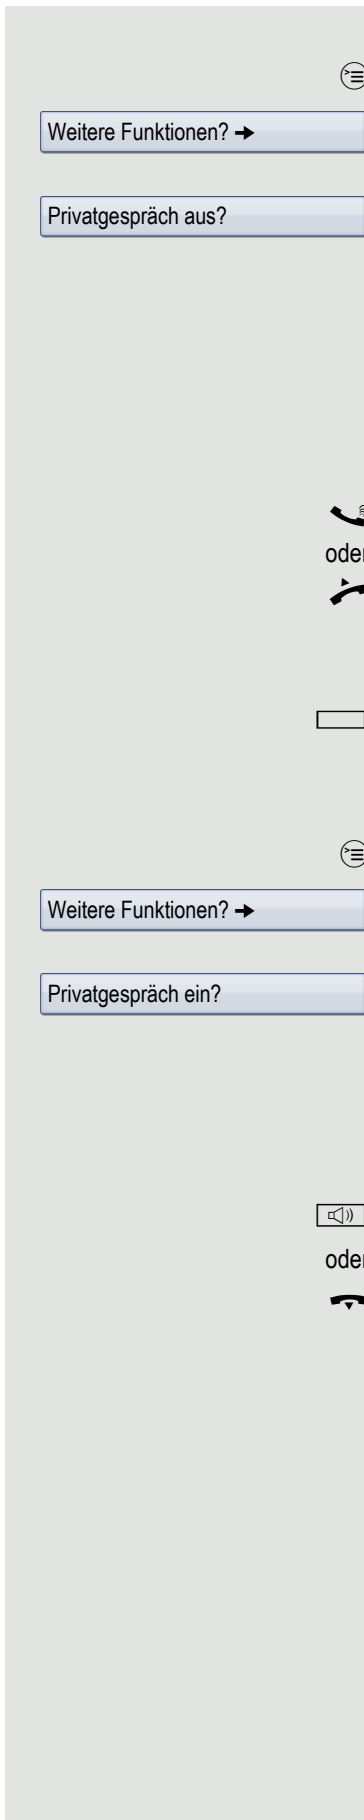 Weitere Funktionen? →
Privatgespräch aus?
oder
Weitere Funktionen? →
Privatgespräch ein?
oder